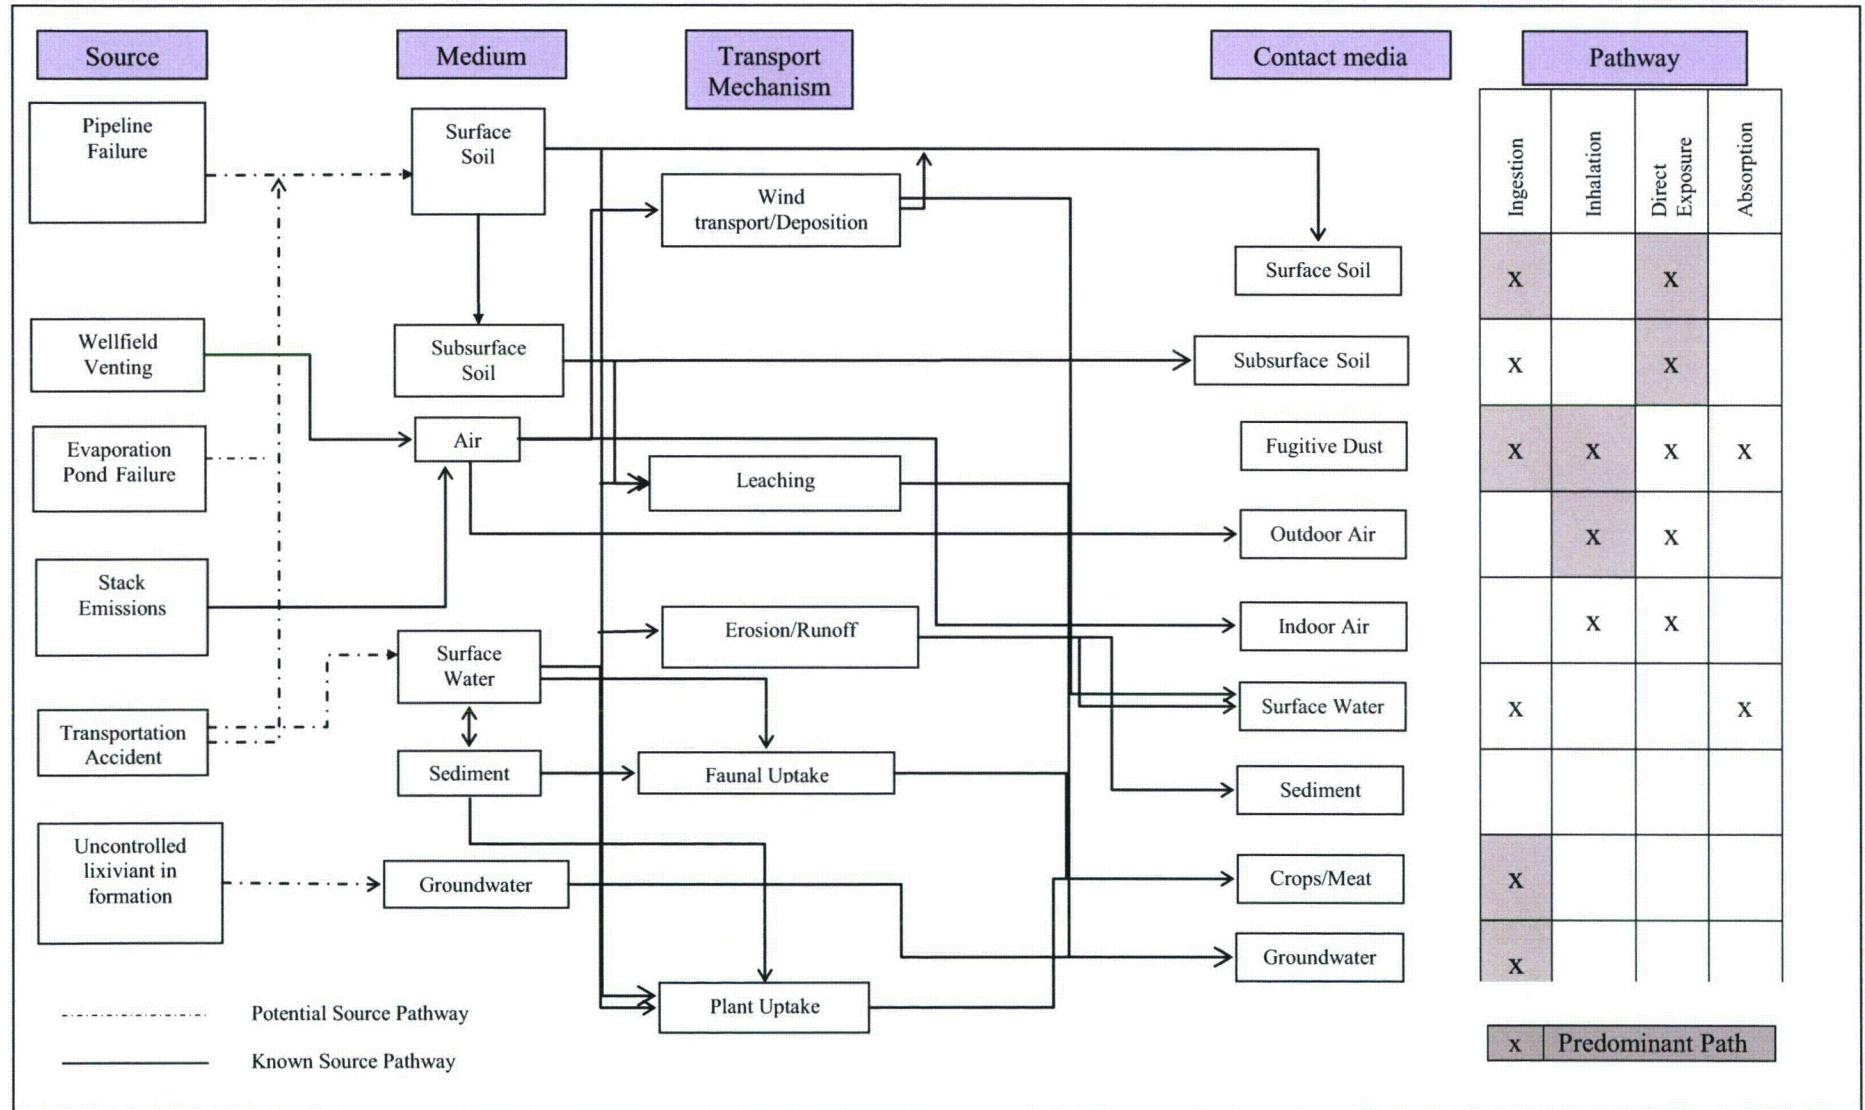 Source
Medium
Transport
Mechanism
Contact media
Pathway
Pipeline
Failure
Wellfield
Venting
Evaporation
Pond Failure
Stack
Emissions
Transportation
Accident
Uncontrolled
lixiviant in
formation
Surface
Soil
Subsurface
Soil
Air
Surface
Water
Sediment
Groundwater
Wind
transport/Deposition
Leaching
Erosion/Runoff
Faunal Uptake
Plant Uptake
Surface Soil
Subsurface Soil
Fugitive Dust
Outdoor Air
Indoor Air
Surface Water
Sediment
Crops/Meat
Groundwater
Ingestion
Inhalation
Direct
Exposure
Absorption
x x
x x
x x x x
x x
x x
x x
x
x
Potential Source Pathway
Known Source Pathway
x Predominant Path